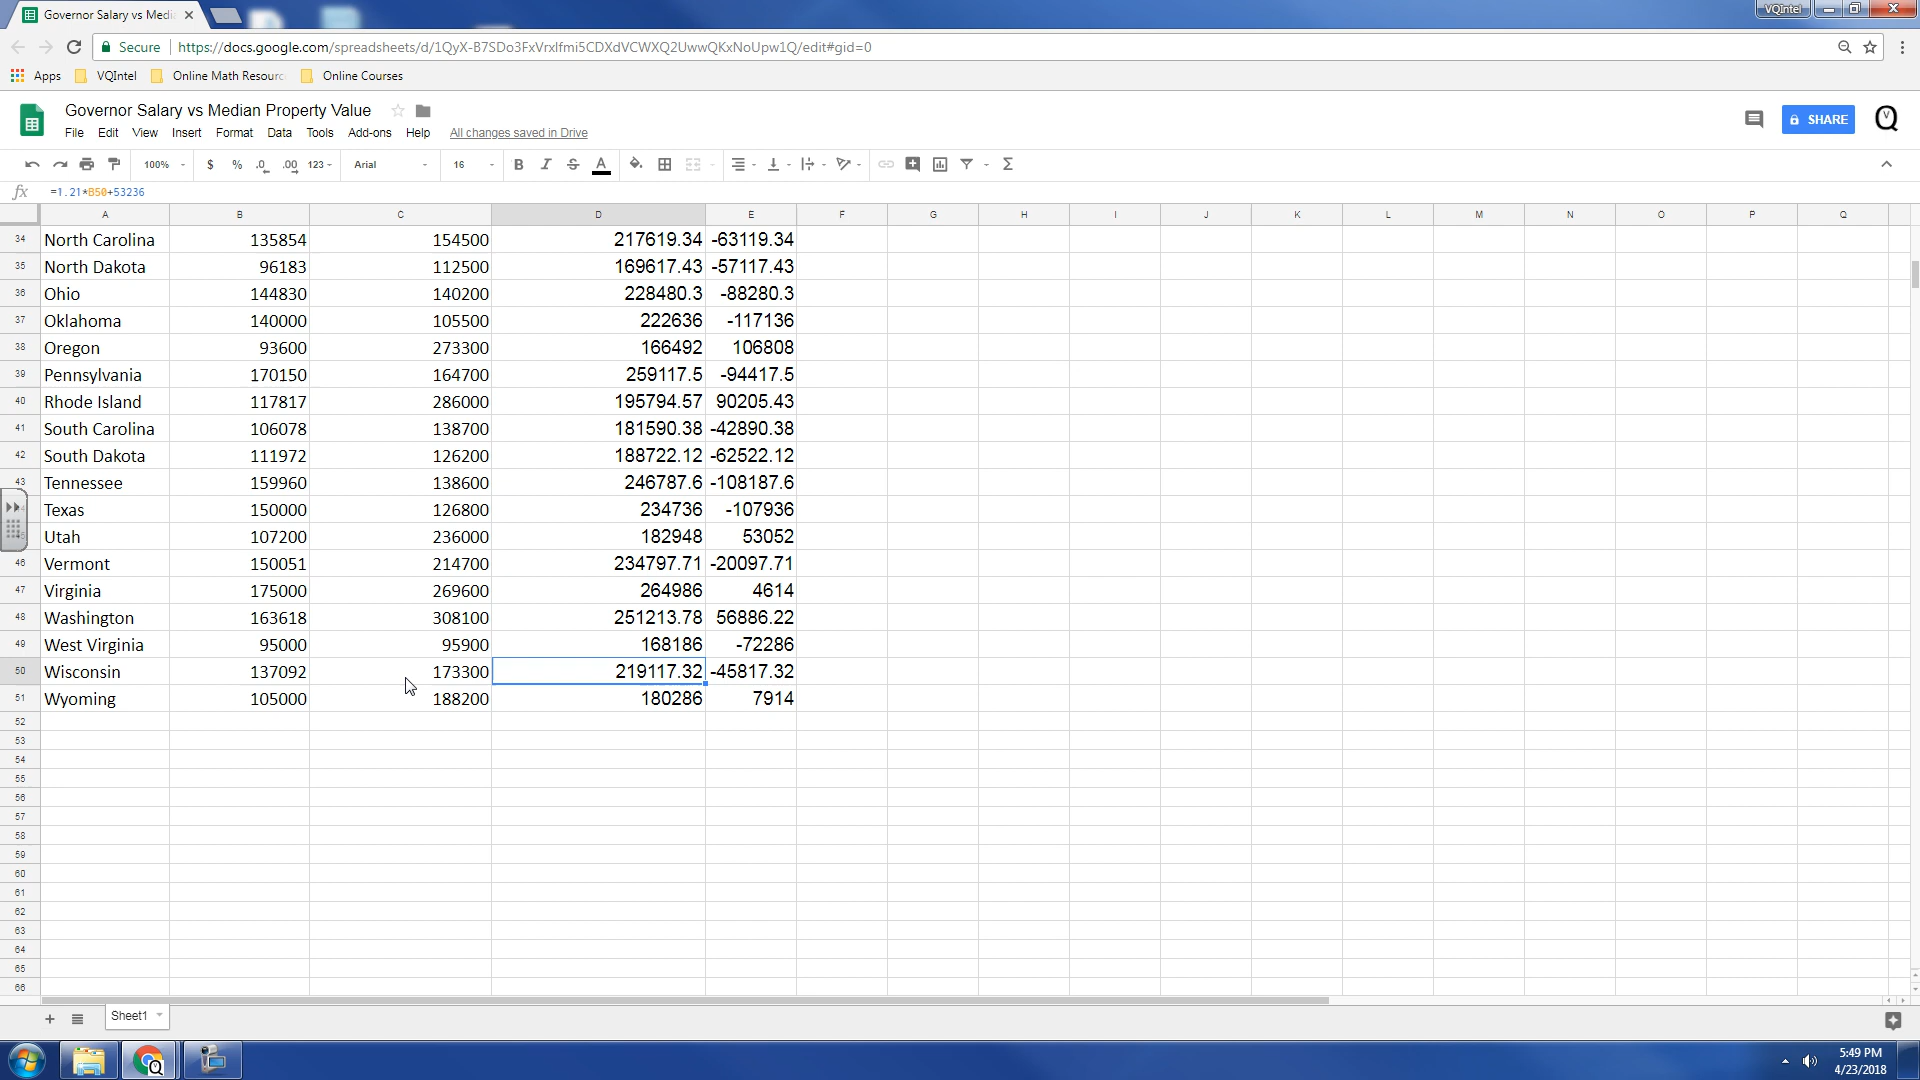 Governor Salary vs Medi
VQIntel
Secure https://docs.google.com/spreadsheets/d/1QyX-B7SDo3FxVrxlfmi5CDXdVCWXQ2UwwQKxNoUpw1Q/edit#gid=0
Apps VQIntel Online Math Resourc Online Courses
Governor Salary vs Median Property Value
File Edit View Insert Format Data Tools Add-ons Help All changes saved in Drive
SHARE
100% $ % .0 .00 123 Arial 16 B I S A
fx =1.21*B50+53236
A B C D E F G H I J K L M N O P Q
34 North Carolina 135854 154500 217619.34 -63119.34
35 North Dakota 96183 112500 169617.43 -57117.43
36 Ohio 144830 140200 228480.3 -88280.3
37 Oklahoma 140000 105500 222636 -117136
38 Oregon 93600 273300 166492 106808
39 Pennsylvania 170150 164700 259117.5 -94417.5
40 Rhode Island 117817 286000 195794.57 90205.43
41 South Carolina 106078 138700 181590.38 -42890.38
42 South Dakota 111972 126200 188722.12 -62522.12
43 Tennessee 159960 138600 246787.6 -108187.6
Texas 150000 126800 234736 -107936
Utah 107200 236000 182948 53052
46 Vermont 150051 214700 234797.71 -20097.71
47 Virginia 175000 269600 264986 4614
48 Washington 163618 308100 251213.78 56886.22
49 West Virginia 95000 95900 168186 -72286
50 Wisconsin 137092 173300 219117.32 -45817.32
51 Wyoming 105000 188200 180286 7914
52
53
54
55
56
57
58
59
60
61
62
63
64
65
66
Sheet1
5:49 PM
4/23/2018